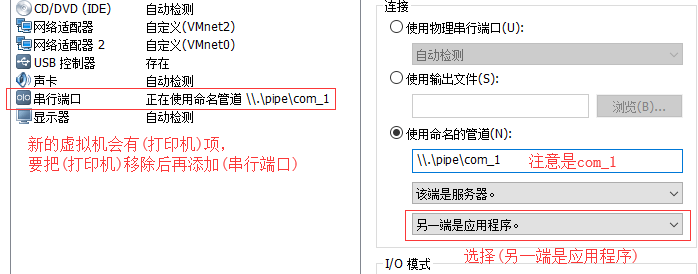 CD/DVD (IDE) 自动检测
网络适配器 自定义(VMnet2)
网络适配器 2 自定义(VMnet0)
USB 控制器 存在
声卡 自动检测
串行端口 正在使用命名管道 \\.\pipe\com_1
显示器 自动检测
新的虚拟机会有(打印机)项,
要把(打印机)移除后再添加(串行端口)
连接
使用物理串行端口(U):
自动检测
使用输出文件(S):
浏览(B)...
使用命名的管道(N):
\\.\pipe\com_1 注意是com_1
该端是服务器。
另一端是应用程序。
选择(另一端是应用程序)
I/O 模式